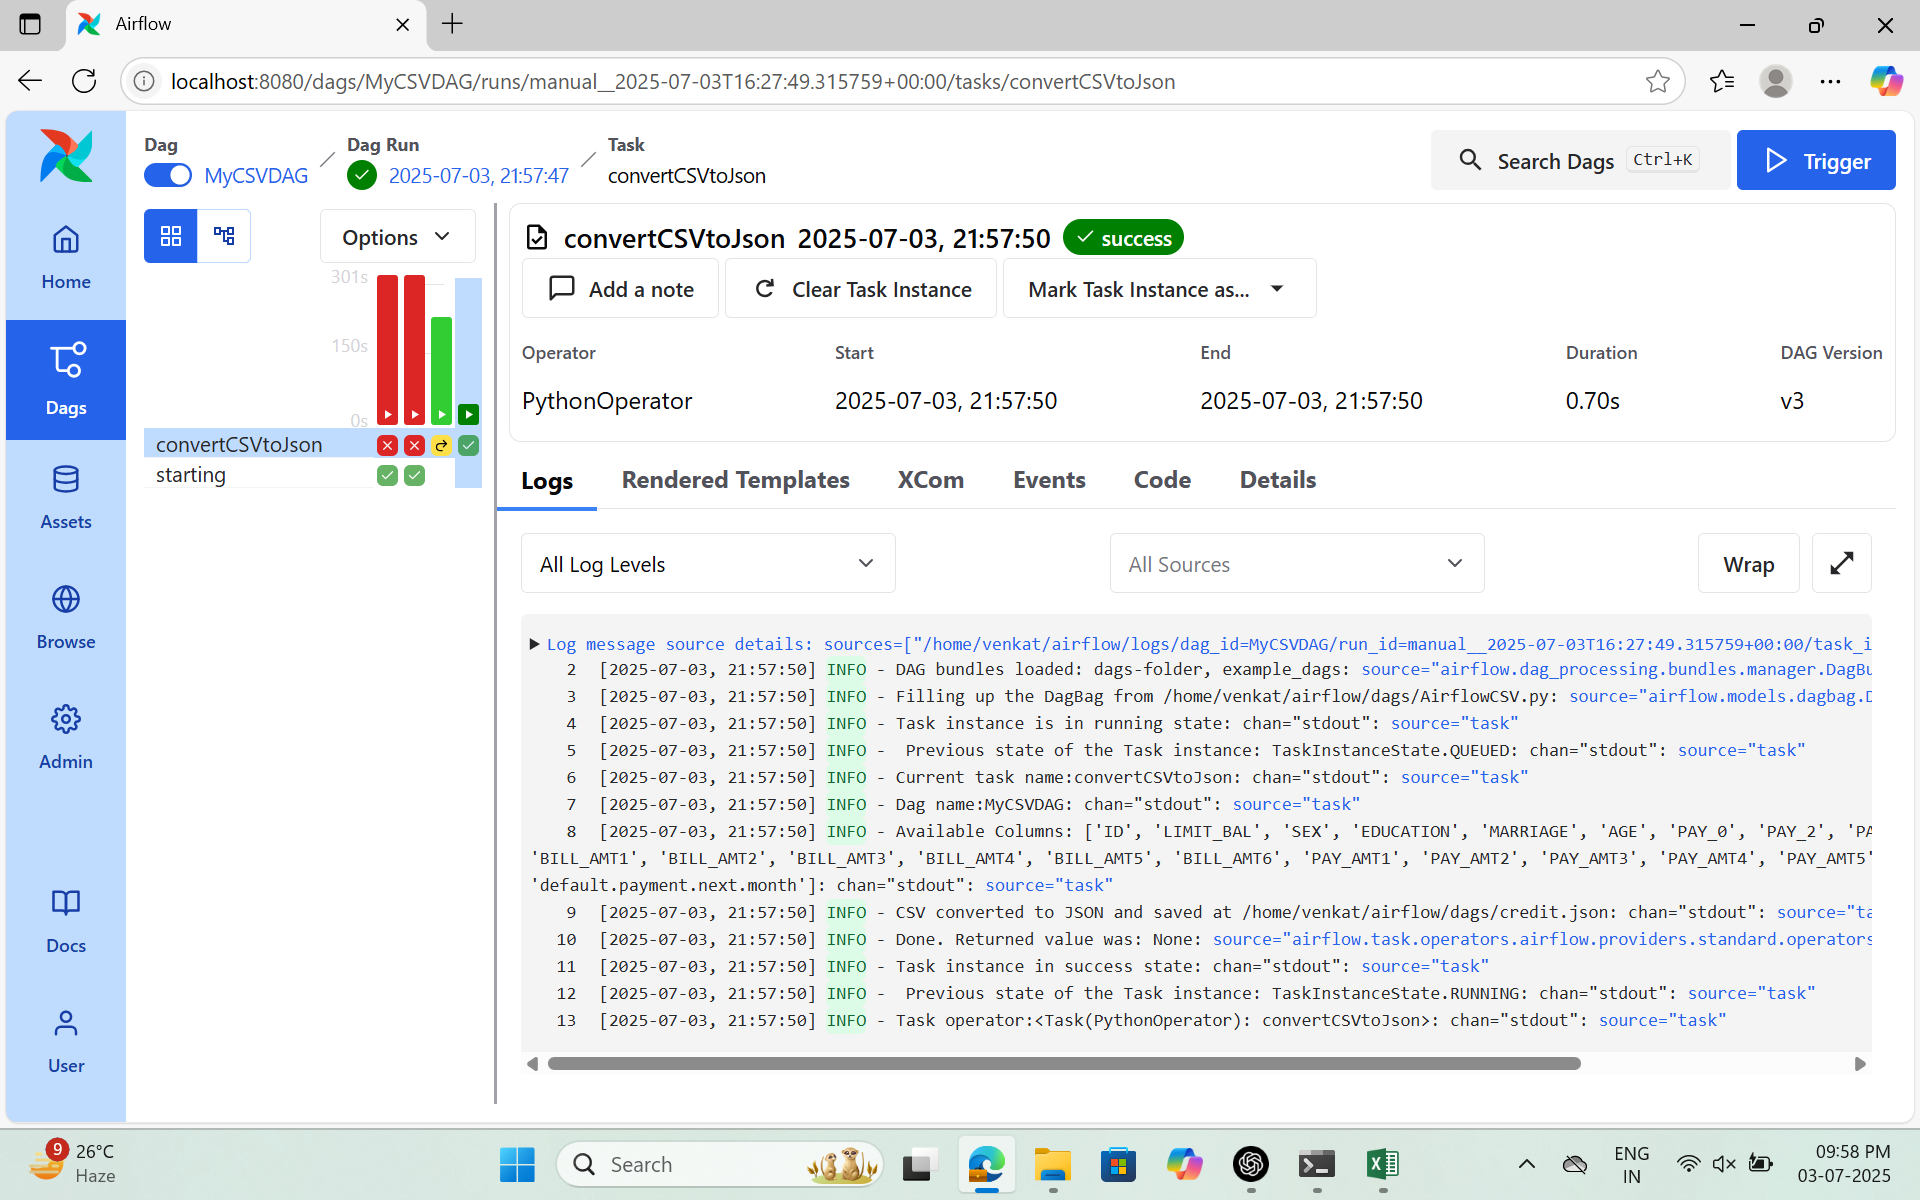 Airflow
localhost:8080/dags/MyCSVDAG/runs/manual__2025-07-03T16:27:49.315759+00:00/tasks/convertCSVtoJson
Dag
MyCSVDAG
Dag Run
2025-07-03, 21:57:47
Task
convertCSVtoJson
Search Dags Ctrl+K
Trigger
Home
Dags
Assets
Browse
Admin
Docs
User
Options
301s
150s
0s
convertCSVtoJson
starting
convertCSVtoJson 2025-07-03, 21:57:50 success
Add a note
Clear Task Instance
Mark Task Instance as...
Operator Start End Duration DAG Version
PythonOperator 2025-07-03, 21:57:50 2025-07-03, 21:57:50 0.70s v3
Logs Rendered Templates XCom Events Code Details
All Log Levels
All Sources
Wrap
Log message source details: sources=["/home/venkat/airflow/logs/dag_id=MyCSVDAG/run_id=manual__2025-07-03T16:27:49.315759+00:00/task_i
2 [2025-07-03, 21:57:50] INFO - DAG bundles loaded: dags-folder, example_dags: source="airflow.dag_processing.bundles.manager.DagBu
3 [2025-07-03, 21:57:50] INFO - Filling up the DagBag from /home/venkat/airflow/dags/AirflowCSV.py: source="airflow.models.dagbag.D
4 [2025-07-03, 21:57:50] INFO - Task instance is in running state: chan="stdout": source="task"
5 [2025-07-03, 21:57:50] INFO -  Previous state of the Task instance: TaskInstanceState.QUEUED: chan="stdout": source="task"
6 [2025-07-03, 21:57:50] INFO - Current task name:convertCSVtoJson: chan="stdout": source="task"
7 [2025-07-03, 21:57:50] INFO - Dag name:MyCSVDAG: chan="stdout": source="task"
8 [2025-07-03, 21:57:50] INFO - Available Columns: ['ID', 'LIMIT_BAL', 'SEX', 'EDUCATION', 'MARRIAGE', 'AGE', 'PAY_0', 'PAY_2', 'PA
'BILL_AMT1', 'BILL_AMT2', 'BILL_AMT3', 'BILL_AMT4', 'BILL_AMT5', 'BILL_AMT6', 'PAY_AMT1', 'PAY_AMT2', 'PAY_AMT3', 'PAY_AMT4', 'PAY_AMT5'
'default.payment.next.month']: chan="stdout": source="task"
9 [2025-07-03, 21:57:50] INFO - CSV converted to JSON and saved at /home/venkat/airflow/dags/credit.json: chan="stdout": source="ta
10 [2025-07-03, 21:57:50] INFO - Done. Returned value was: None: source="airflow.task.operators.airflow.providers.standard.operators
11 [2025-07-03, 21:57:50] INFO - Task instance in success state: chan="stdout": source="task"
12 [2025-07-03, 21:57:50] INFO -  Previous state of the Task instance: TaskInstanceState.RUNNING: chan="stdout": source="task"
13 [2025-07-03, 21:57:50] INFO - Task operator:<Task(PythonOperator): convertCSVtoJson>: chan="stdout": source="task"
9
26°C
Haze
Search
ENG
IN
09:58 PM
03-07-2025